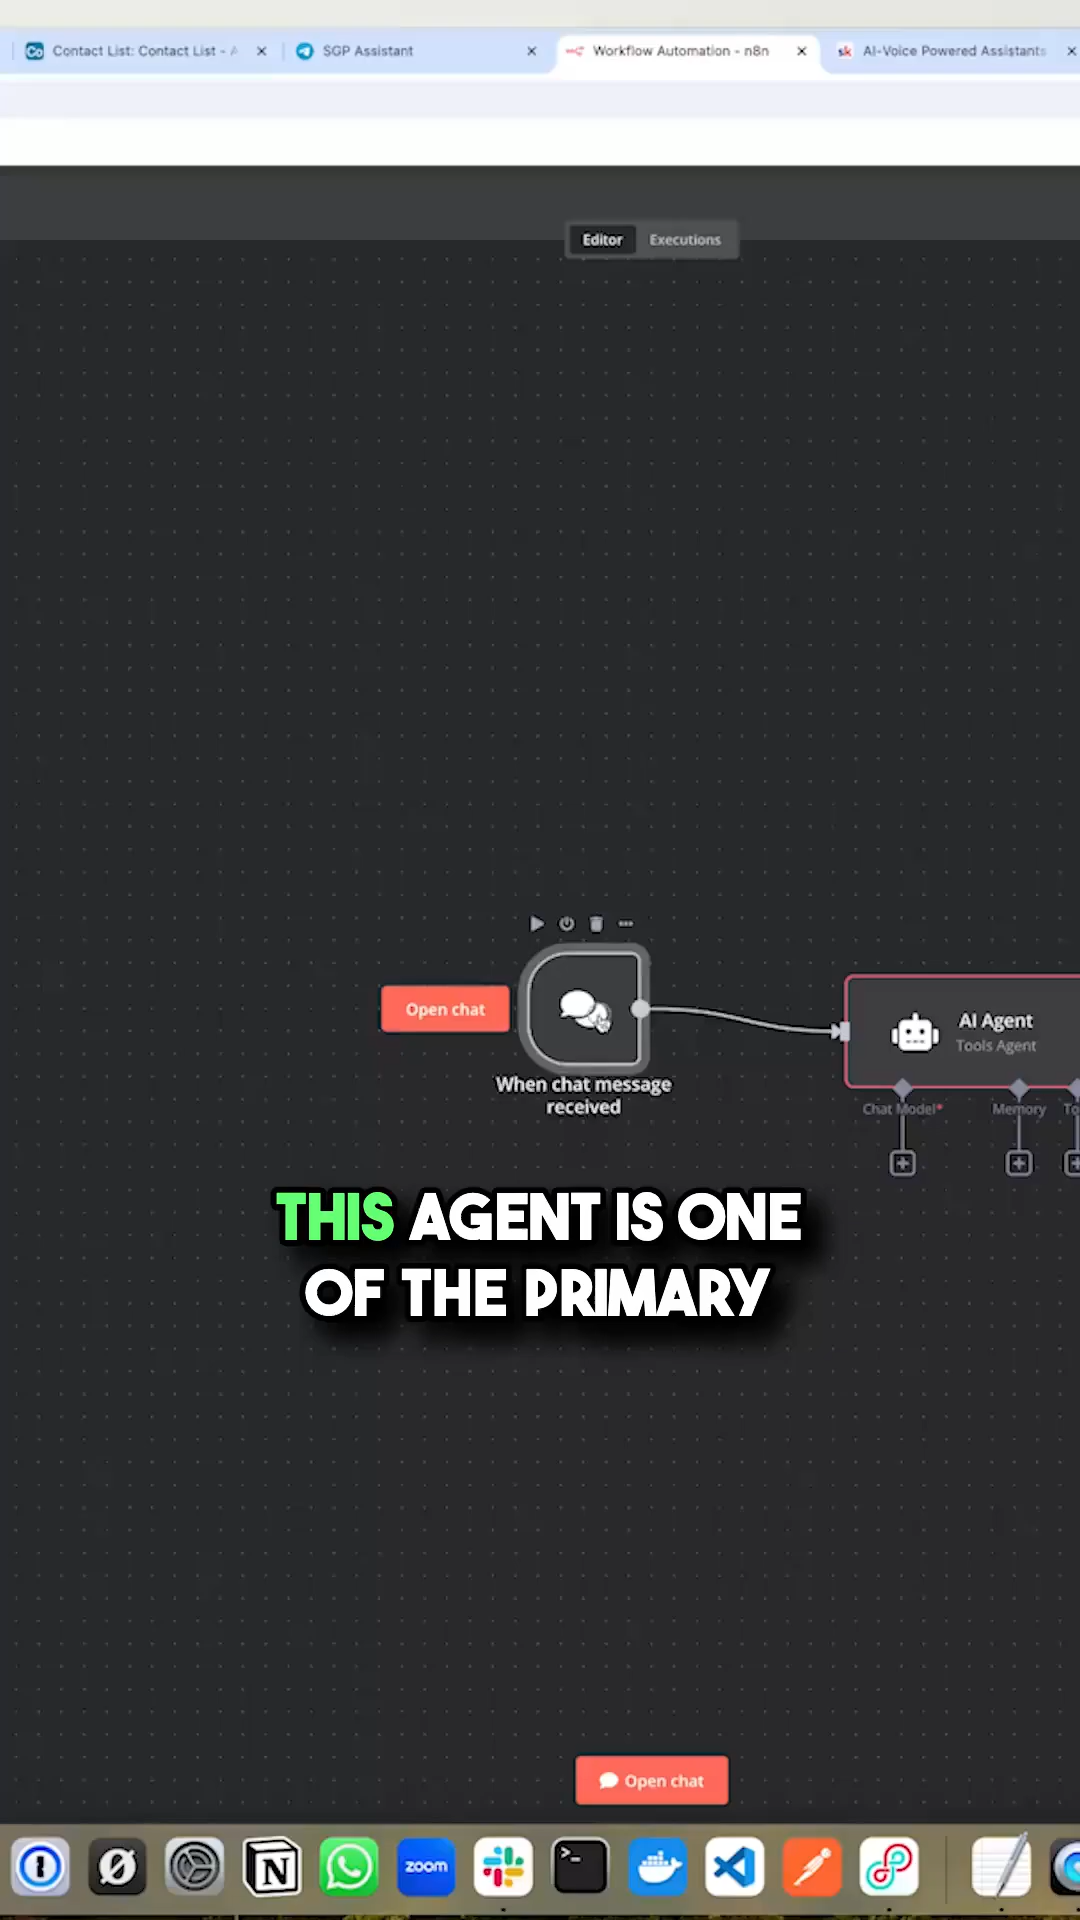 Contact List: Contact List - A
SGP Assistant
Workflow Automation - n8n
AI-Voice Powered Assistants
Editor
Executions
Open chat
When chat message
received
AI Agent
Tools Agent
Chat Model*
Memory
To
THIS AGENT IS ONE
OF THE PRIMARY
Open chat
zoom